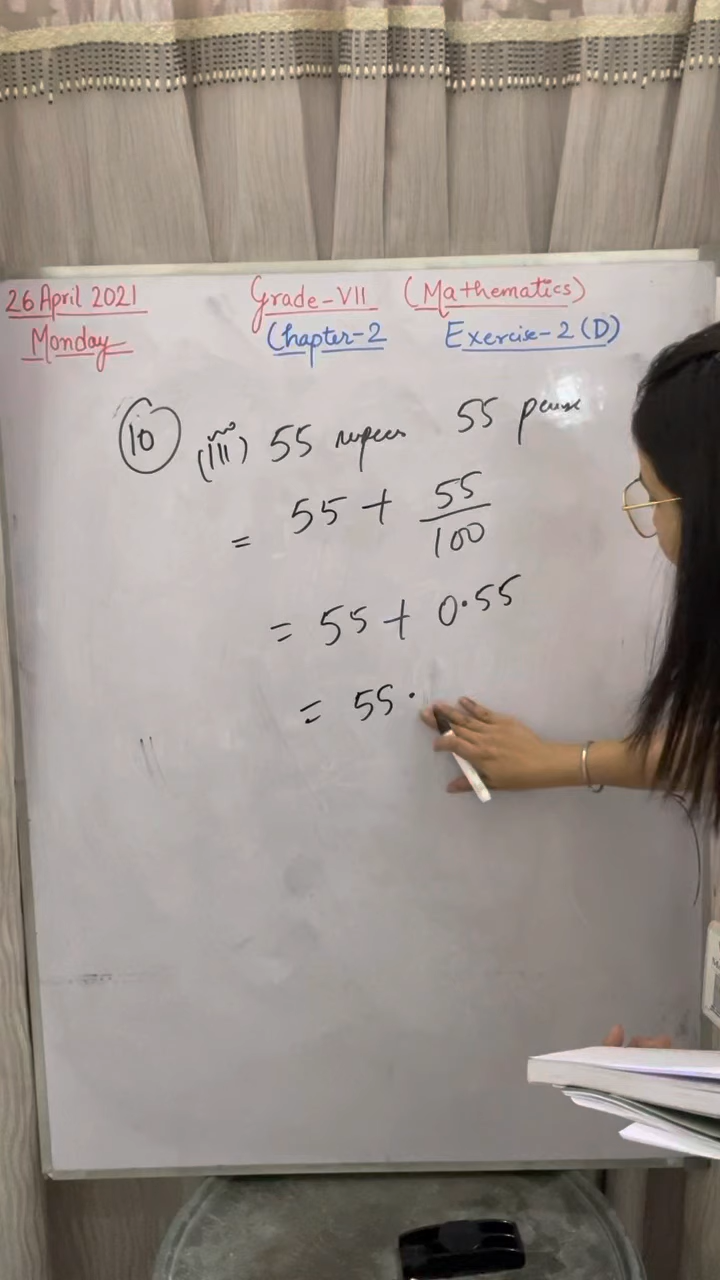 26 April 2021 Grade-VII (Mathematics)
Monday Chapter-2 Exercise-2(D)
10 (iii) 55 rupees 55 paise
= 55 + 55/100
= 55 + 0.55
= 55.